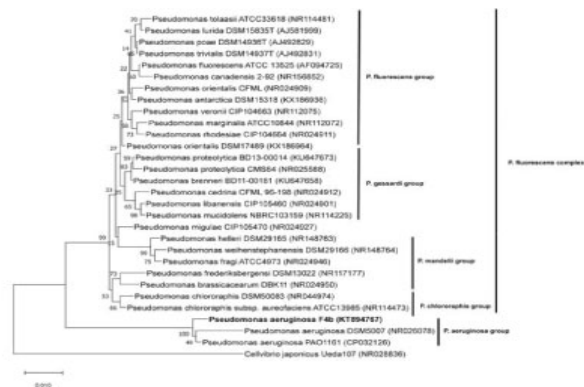 Pseudomonas tolaasii ATCC33618 (NR114481)
Pseudomonas lurida DSM15835T (AJ581999)
Pseudomonas poae DSM14936T (AJ492829)
Pseudomonas trivialis DSM14937T (AJ492831)
Pseudomonas fluorescens ATCC 13525 (AF094725)
Pseudomonas canadensis 2-92 (NR156852)
Pseudomonas orientalis CFML (NR024909)
Pseudomonas antarctica DSM15318 (KX186936)
Pseudomonas veronii CIP104663 (NR112075)
Pseudomonas marginalis ATCC10844 (NR112072)
Pseudomonas rhodesiae CIP104664 (NR024911)
Pseudomonas orientalis DSM17489 (KX186964)
Pseudomonas proteolytica BD13-00014 (KU647673)
Pseudomonas proteolytica CMS64 (NR025588)
Pseudomonas brenneri BD11-00161 (KU647658)
Pseudomonas cedrina CFML 96-198 (NR024912)
Pseudomonas libanensis CIP105460 (NR024901)
Pseudomonas mucidolens NBRC103159 (NR114225)
Pseudomonas migulae CIP105470 (NR024927)
Pseudomonas helleri DSM29165 (NR148763)
Pseudomonas weihenstephanensis DSM29166 (NR148764)
Pseudomonas fragi ATCC4973 (NR024946)
Pseudomonas frederiksbergensis DSM13022 (NR117177)
Pseudomonas brassicacearum DBK11 (NR024950)
Pseudomonas chlororaphis DSM50083 (NR044974)
Pseudomonas chlororaphis subsp. aureofaciens ATCC13985 (NR114473)
Pseudomonas aeruginosa F4b (KT894767)
Pseudomonas aeruginosa DSM5007 (NR026078)
Pseudomonas aeruginosa PAO1161 (CP032126)
Cellvibrio japonicus Ueda107 (NR028836)
P. fluorescens group
P. gessardii group
P. mandelii group
P. chlororaphis group
P. aeruginosa group
P. fluorescens complex